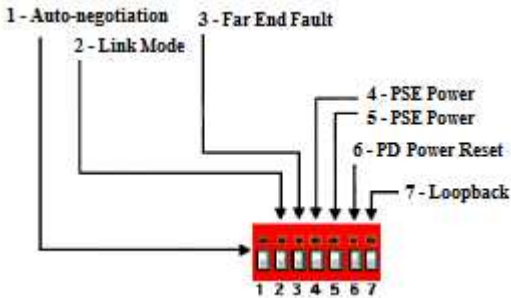 1 - Auto-negotiation
3 - Far End Fault
2 - Link Mode
4 - PSE Power
5 - PSE Power
6 - PD Power Reset
7 - Loopback
1 2 3 4 5 6 7